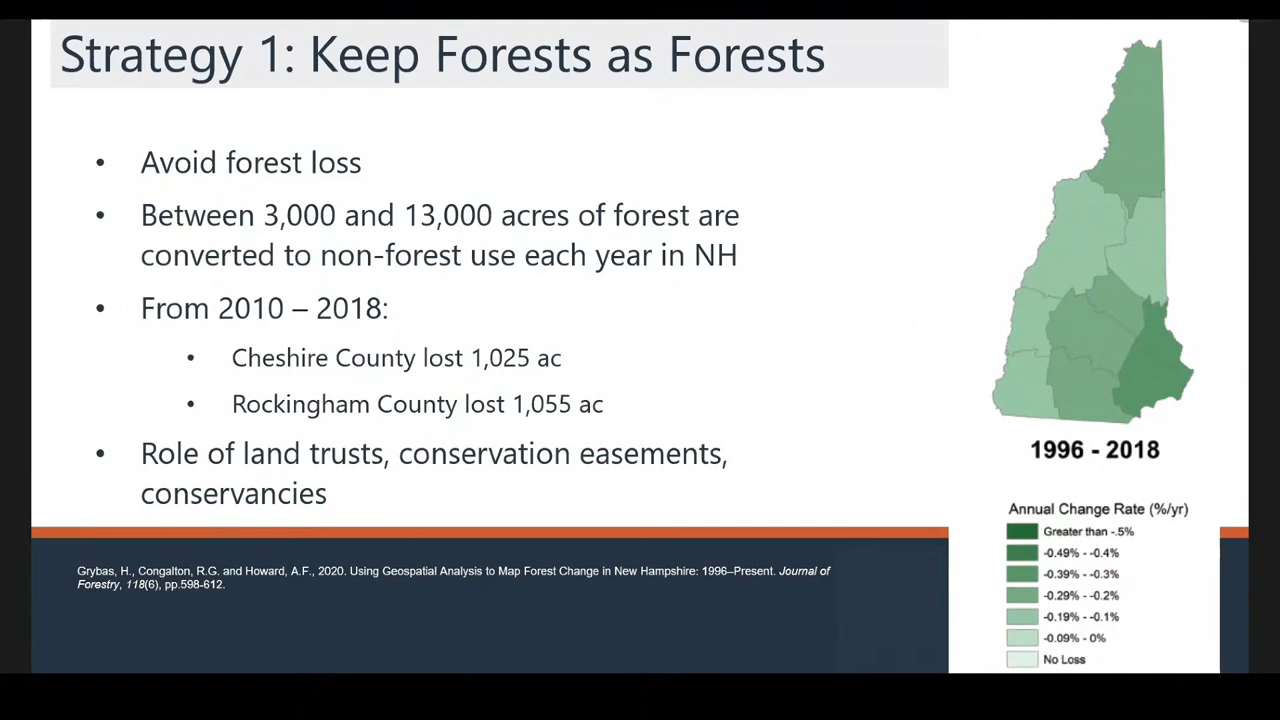 Strategy 1: Keep Forests as Forests
• Avoid forest loss
• Between 3,000 and 13,000 acres of forest are
converted to non-forest use each year in NH
• From 2010 – 2018:
• Cheshire County lost 1,025 ac
• Rockingham County lost 1,055 ac
• Role of land trusts, conservation easements,
conservancies
Grybas, H., Congalton, R.G. and Howard, A.F., 2020. Using Geospatial Analysis to Map Forest Change in New Hampshire: 1996–Present. Journal of
Forestry, 118(6), pp.598-612.
1996 - 2018
Annual Change Rate (%/yr)
Greater than -.5%
-0.49% - -0.4%
-0.39% - -0.3%
-0.29% - -0.2%
-0.19% - -0.1%
-0.09% - 0%
No Loss